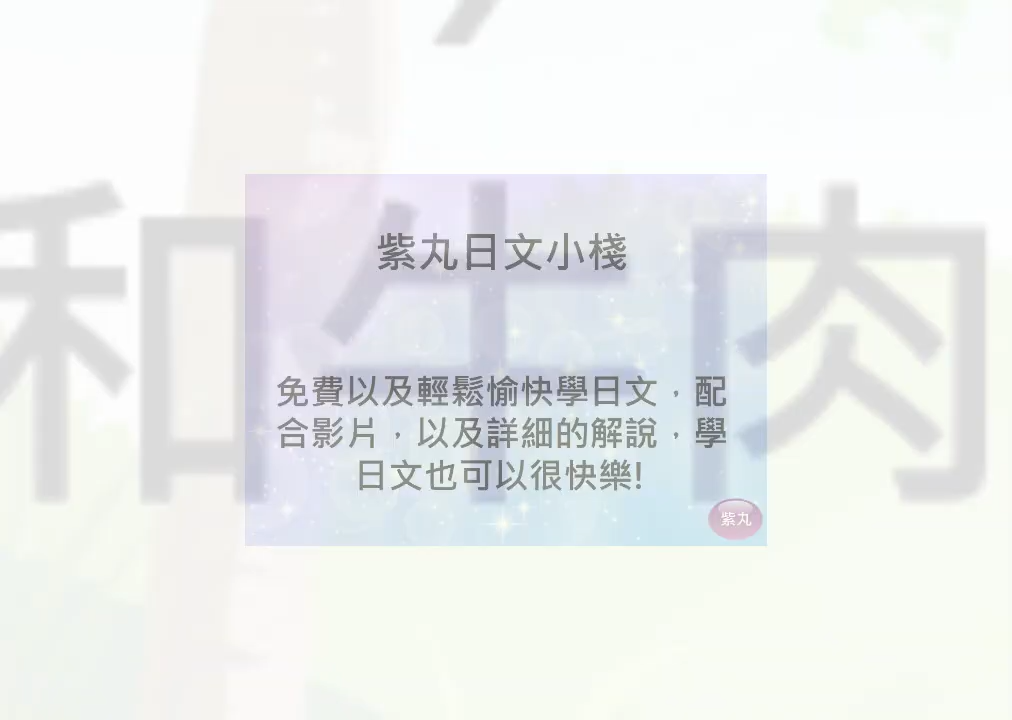 ，
和牛肉
紫丸日文小棧
免費以及輕鬆愉快學日文，配
合影片，以及詳細的解說，學
日文也可以很快樂!
紫丸